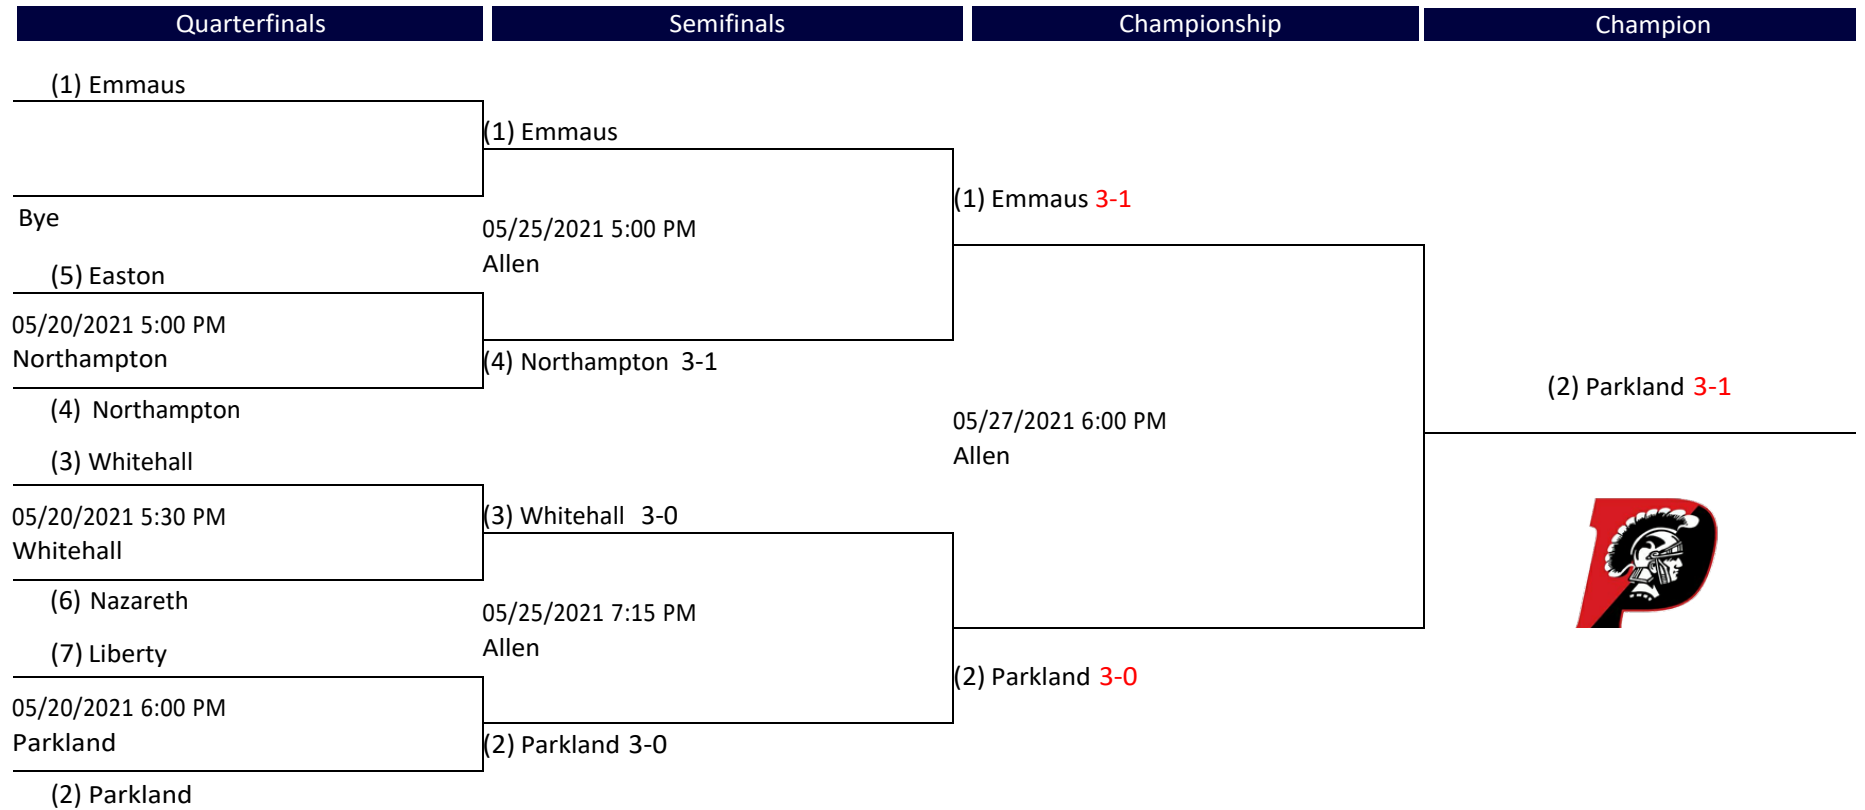 Quarterfinals
Semifinals
Championship
Champion
(1) Emmaus
Bye
(5) Easton
05/20/2021 5:00 PM
Northampton
(4) Northampton
(3) Whitehall
05/20/2021 5:30 PM
Whitehall
(6) Nazareth
(7) Liberty
05/20/2021 6:00 PM
Parkland
(2) Parkland
(1) Emmaus
05/25/2021 5:00 PM
Allen
(4) Northampton 3-1
(3) Whitehall 3-0
05/25/2021 7:15 PM
Allen
(2) Parkland 3-0
(1) Emmaus 3-1
05/27/2021 6:00 PM
Allen
(2) Parkland 3-0
(2) Parkland 3-1
P